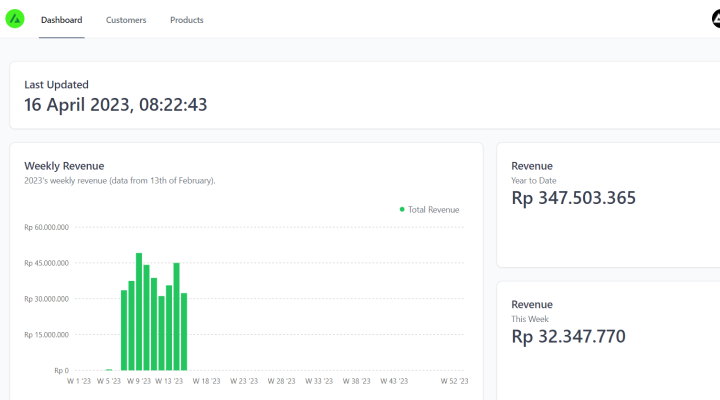 Dashboard
Customers
Products
Last Updated
16 April 2023, 08:22:43
Weekly Revenue
2023's weekly revenue (data from 13th of February).
Total Revenue
Rp 60.000.000
Rp 45.000.000
Rp 30.000.000
Rp 15.000.000
Rp 0
W 1 '23 W 5 '23 W 9 '23 W 13 '23 W 18 '23 W 23 '23 W 28 '23 W 33 '23 W 38 '23 W 43 '23 W 52 '23
Revenue
Year to Date
Rp 347.503.365
Revenue
This Week
Rp 32.347.770